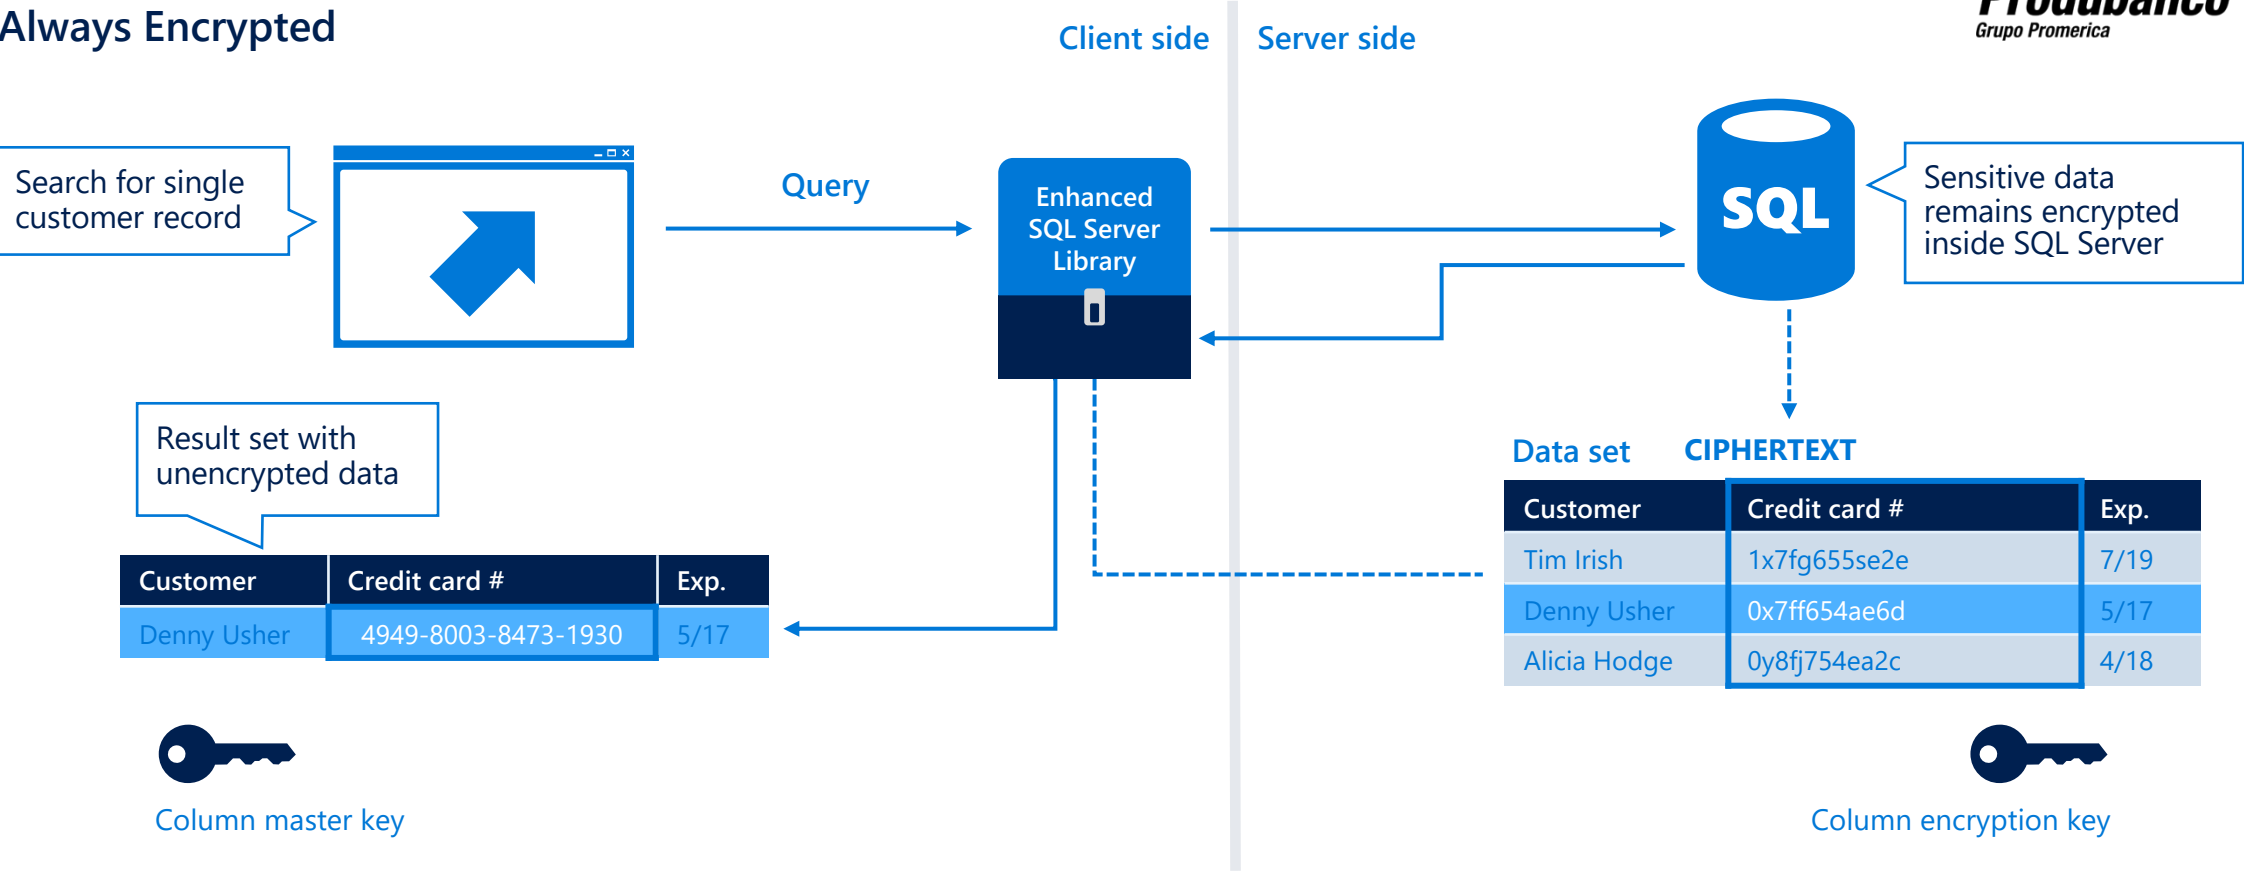 Always Encrypted
Client side
Server side
Produbanco
Grupo Promerica
Search for single
customer record
Query
Enhanced
SQL Server
Library
SQL
Sensitive data
remains encrypted
inside SQL Server
Result set with
unencrypted data
Data set
CIPHERTEXT
Customer Credit card # Exp.
Tim Irish 1x7fg655se2e 7/19
Denny Usher 0x7ff654ae6d 5/17
Alicia Hodge 0y8fj754ea2c 4/18
Customer Credit card # Exp.
Denny Usher 4949-8003-8473-1930 5/17
Column master key
Column encryption key